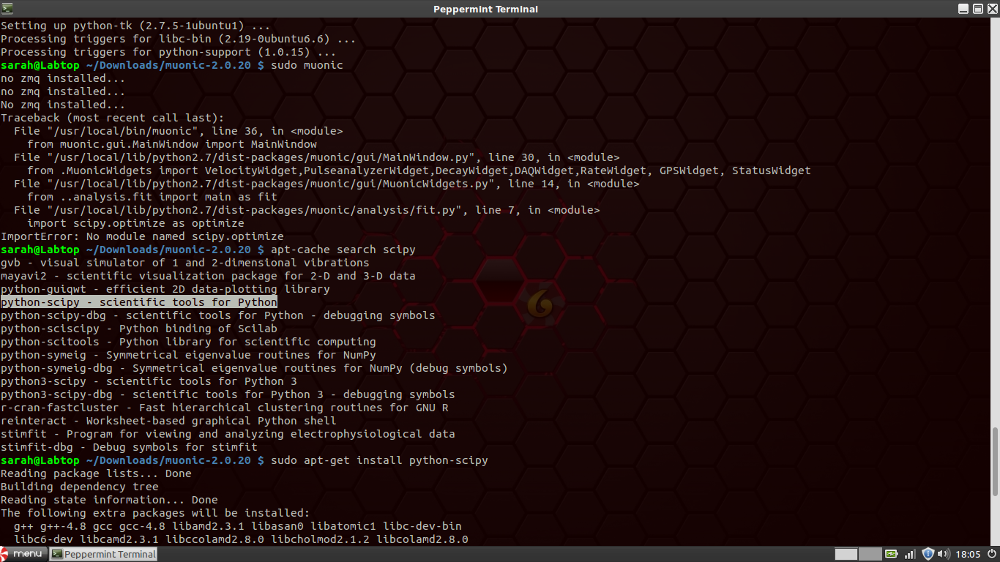 Peppermint Terminal
Setting up python-tk (2.7.5-1ubuntu1) ...
Processing triggers for libc-bin (2.19-0ubuntu6.6) ...
Processing triggers for python-support (1.0.15) ...
sarah@Labtop ~/Downloads/muonic-2.0.20 $ sudo muonic
no zmq installed...
no zmq installed...
No zmq installed...
Traceback (most recent call last):
  File "/usr/local/bin/muonic", line 36, in <module>
    from muonic.gui.MainWindow import MainWindow
  File "/usr/local/lib/python2.7/dist-packages/muonic/gui/MainWindow.py", line 30, in <module>
    from .MuonicWidgets import VelocityWidget,PulseanalyzerWidget,DecayWidget,DAQWidget,RateWidget, GPSWidget, StatusWidget
  File "/usr/local/lib/python2.7/dist-packages/muonic/gui/MuonicWidgets.py", line 14, in <module>
    from ..analysis.fit import main as fit
  File "/usr/local/lib/python2.7/dist-packages/muonic/analysis/fit.py", line 7, in <module>
    import scipy.optimize as optimize
ImportError: No module named scipy.optimize
sarah@Labtop ~/Downloads/muonic-2.0.20 $ apt-cache search scipy
gvb - visual simulator of 1 and 2-dimensional vibrations
mayavi2 - scientific visualization package for 2-D and 3-D data
python-guiqwt - efficient 2D data-plotting library
python-scipy - scientific tools for Python
python-scipy-dbg - scientific tools for Python - debugging symbols
python-sciscipy - Python binding of Scilab
python-scitools - Python library for scientific computing
python-symeig - Symmetrical eigenvalue routines for NumPy
python-symeig-dbg - Symmetrical eigenvalue routines for NumPy (debug symbols)
python3-scipy - scientific tools for Python 3
python3-scipy-dbg - scientific tools for Python 3 - debugging symbols
r-cran-fastcluster - Fast hierarchical clustering routines for GNU R
reinteract - Worksheet-based graphical Python shell
stimfit - Program for viewing and analyzing electrophysiological data
stimfit-dbg - Debug symbols for stimfit
sarah@Labtop ~/Downloads/muonic-2.0.20 $ sudo apt-get install python-scipy
Reading package lists... Done
Building dependency tree
Reading state information... Done
The following extra packages will be installed:
  g++ g++-4.8 gcc gcc-4.8 libamd2.3.1 libasan0 libatomic1 libc-dev-bin
  libc6-dev libcamd2.3.1 libccolamd2.8.0 libcholmod2.1.2 libcolamd2.8.0
menu Peppermint Terminal 18:05